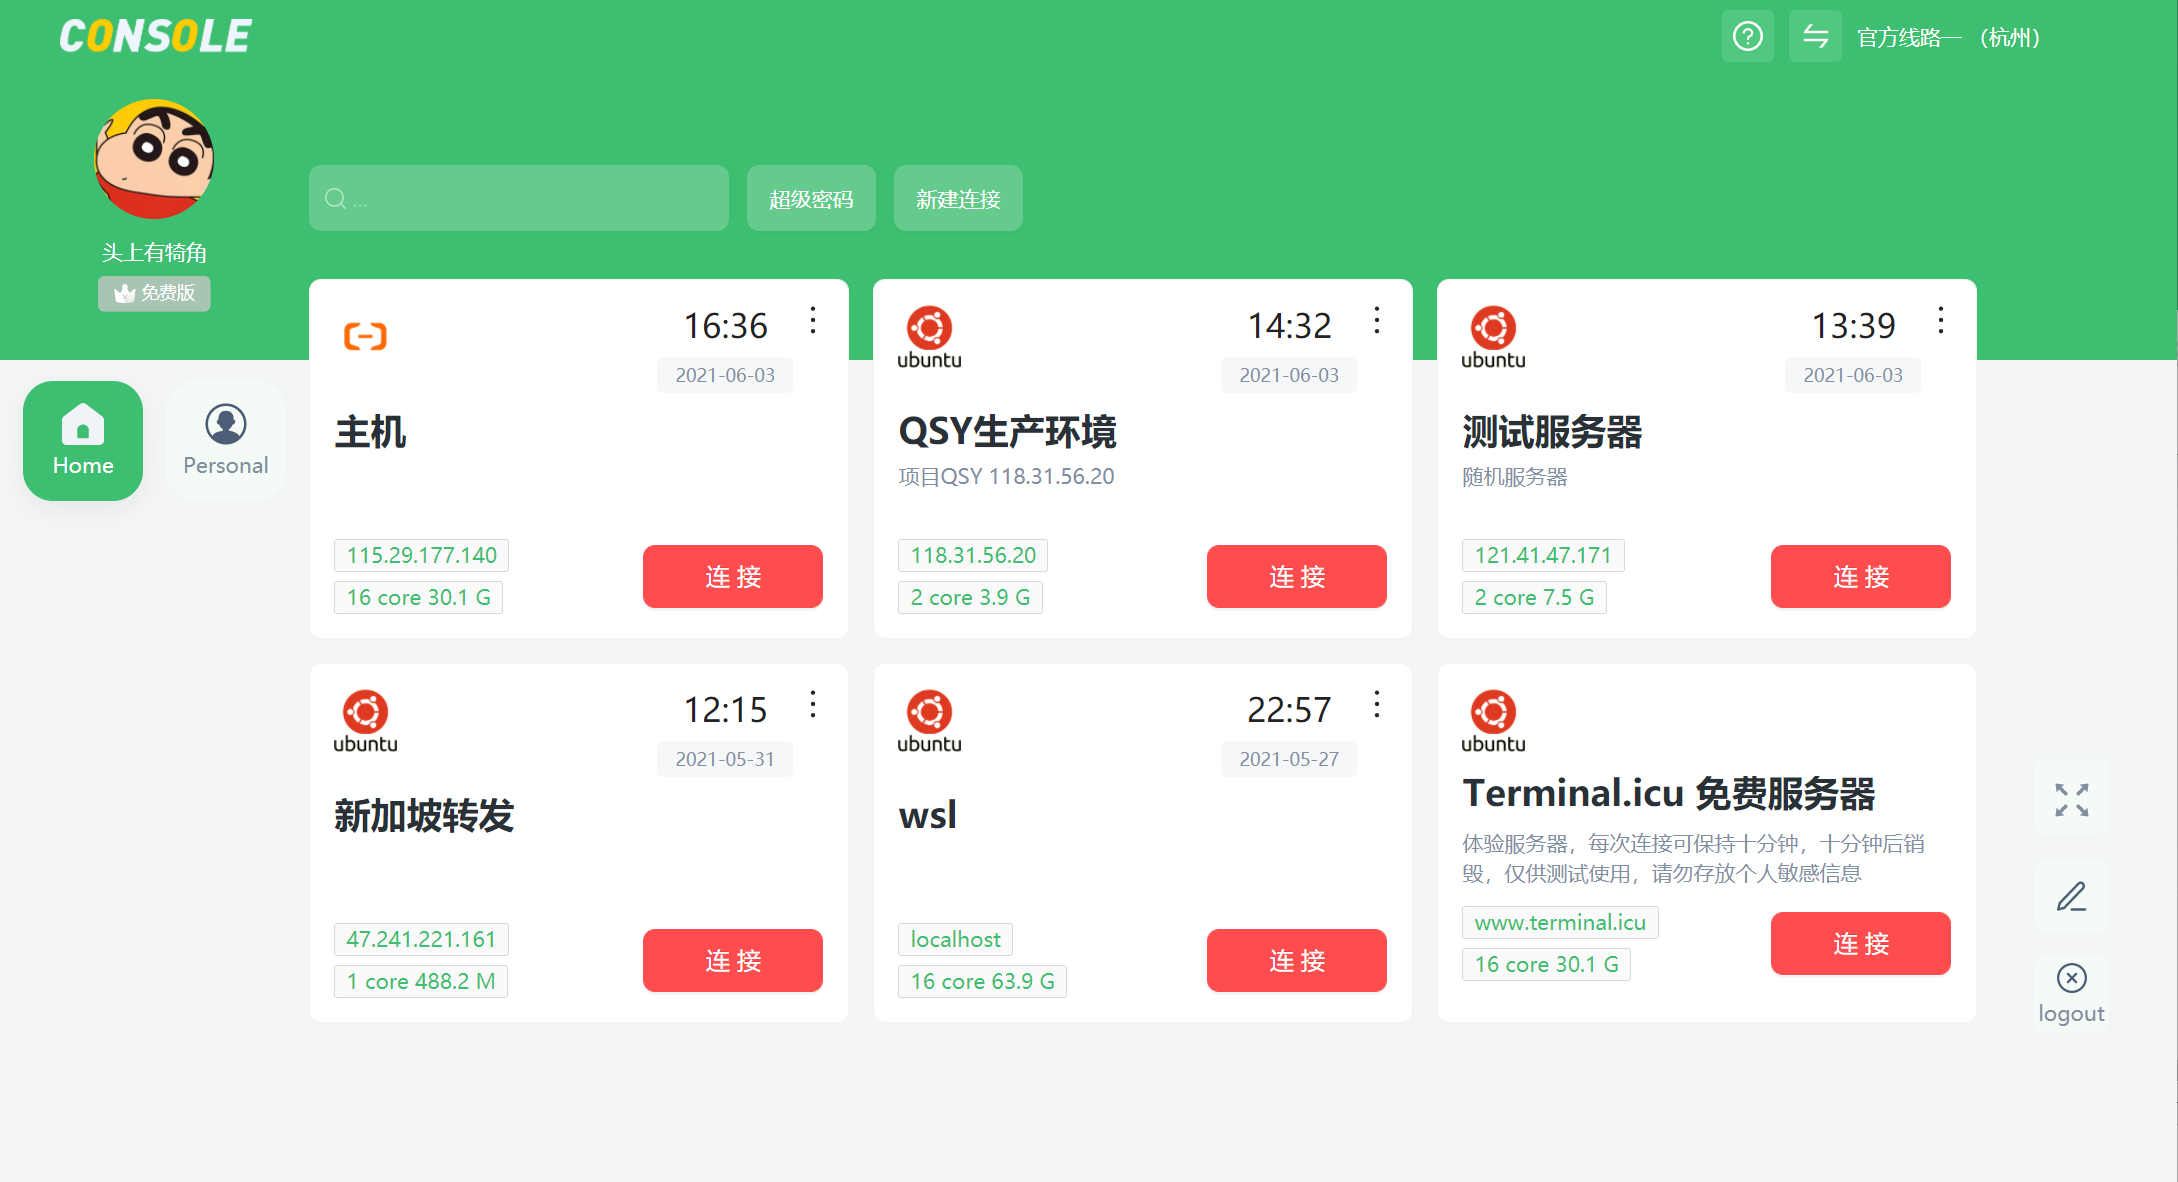 CONSOLE
官方线路一 （杭州）
...
超级密码
新建连接
头上有犄角
免费版
Home
Personal
16:36
2021-06-03
主机
115.29.177.140
16 core 30.1 G
连 接
ubuntu
14:32
2021-06-03
QSY生产环境
项目QSY 118.31.56.20
118.31.56.20
2 core 3.9 G
连 接
ubuntu
13:39
2021-06-03
测试服务器
随机服务器
121.41.47.171
2 core 7.5 G
连 接
ubuntu
12:15
2021-05-31
新加坡转发
47.241.221.161
1 core 488.2 M
连 接
ubuntu
22:57
2021-05-27
wsl
localhost
16 core 63.9 G
连 接
ubuntu
Terminal.icu 免费服务器
体验服务器，每次连接可保持十分钟，十分钟后销
毁，仅供测试使用，请勿存放个人敏感信息
www.terminal.icu
16 core 30.1 G
连 接
logout